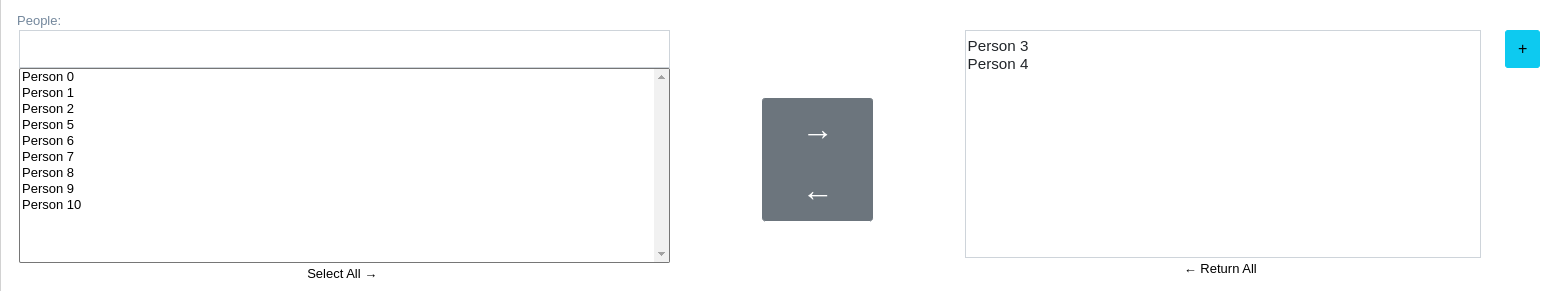 People:
Person 0
Person 1
Person 2
Person 5
Person 6
Person 7
Person 8
Person 9
Person 10
Select All →
→
←
Person 3
Person 4
← Return All
+